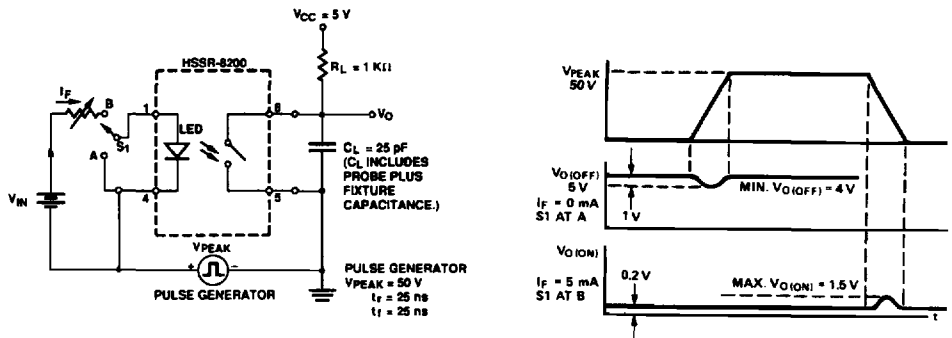 VCC = 5 V
HSSR-8200
RL = 1 KΩ
IF
B
1
6
VO
LED
S1
A
CL = 25 pF
(CL INCLUDES
PROBE PLUS
FIXTURE
CAPACITANCE.)
VIN
4
5
VPEAK
+
−
PULSE GENERATOR
PULSE GENERATOR
VPEAK = 50 V
tr = 25 ns
tf = 25 ns
VPEAK
50 V
VO(OFF)
5 V
MIN. VO(OFF) = 4V
IF = 0 mA
S1 AT A
1 V
VO(ON)
0.2 V
IF = 5 mA
S1 AT B
MAX. VO(ON) = 1.5 V
t